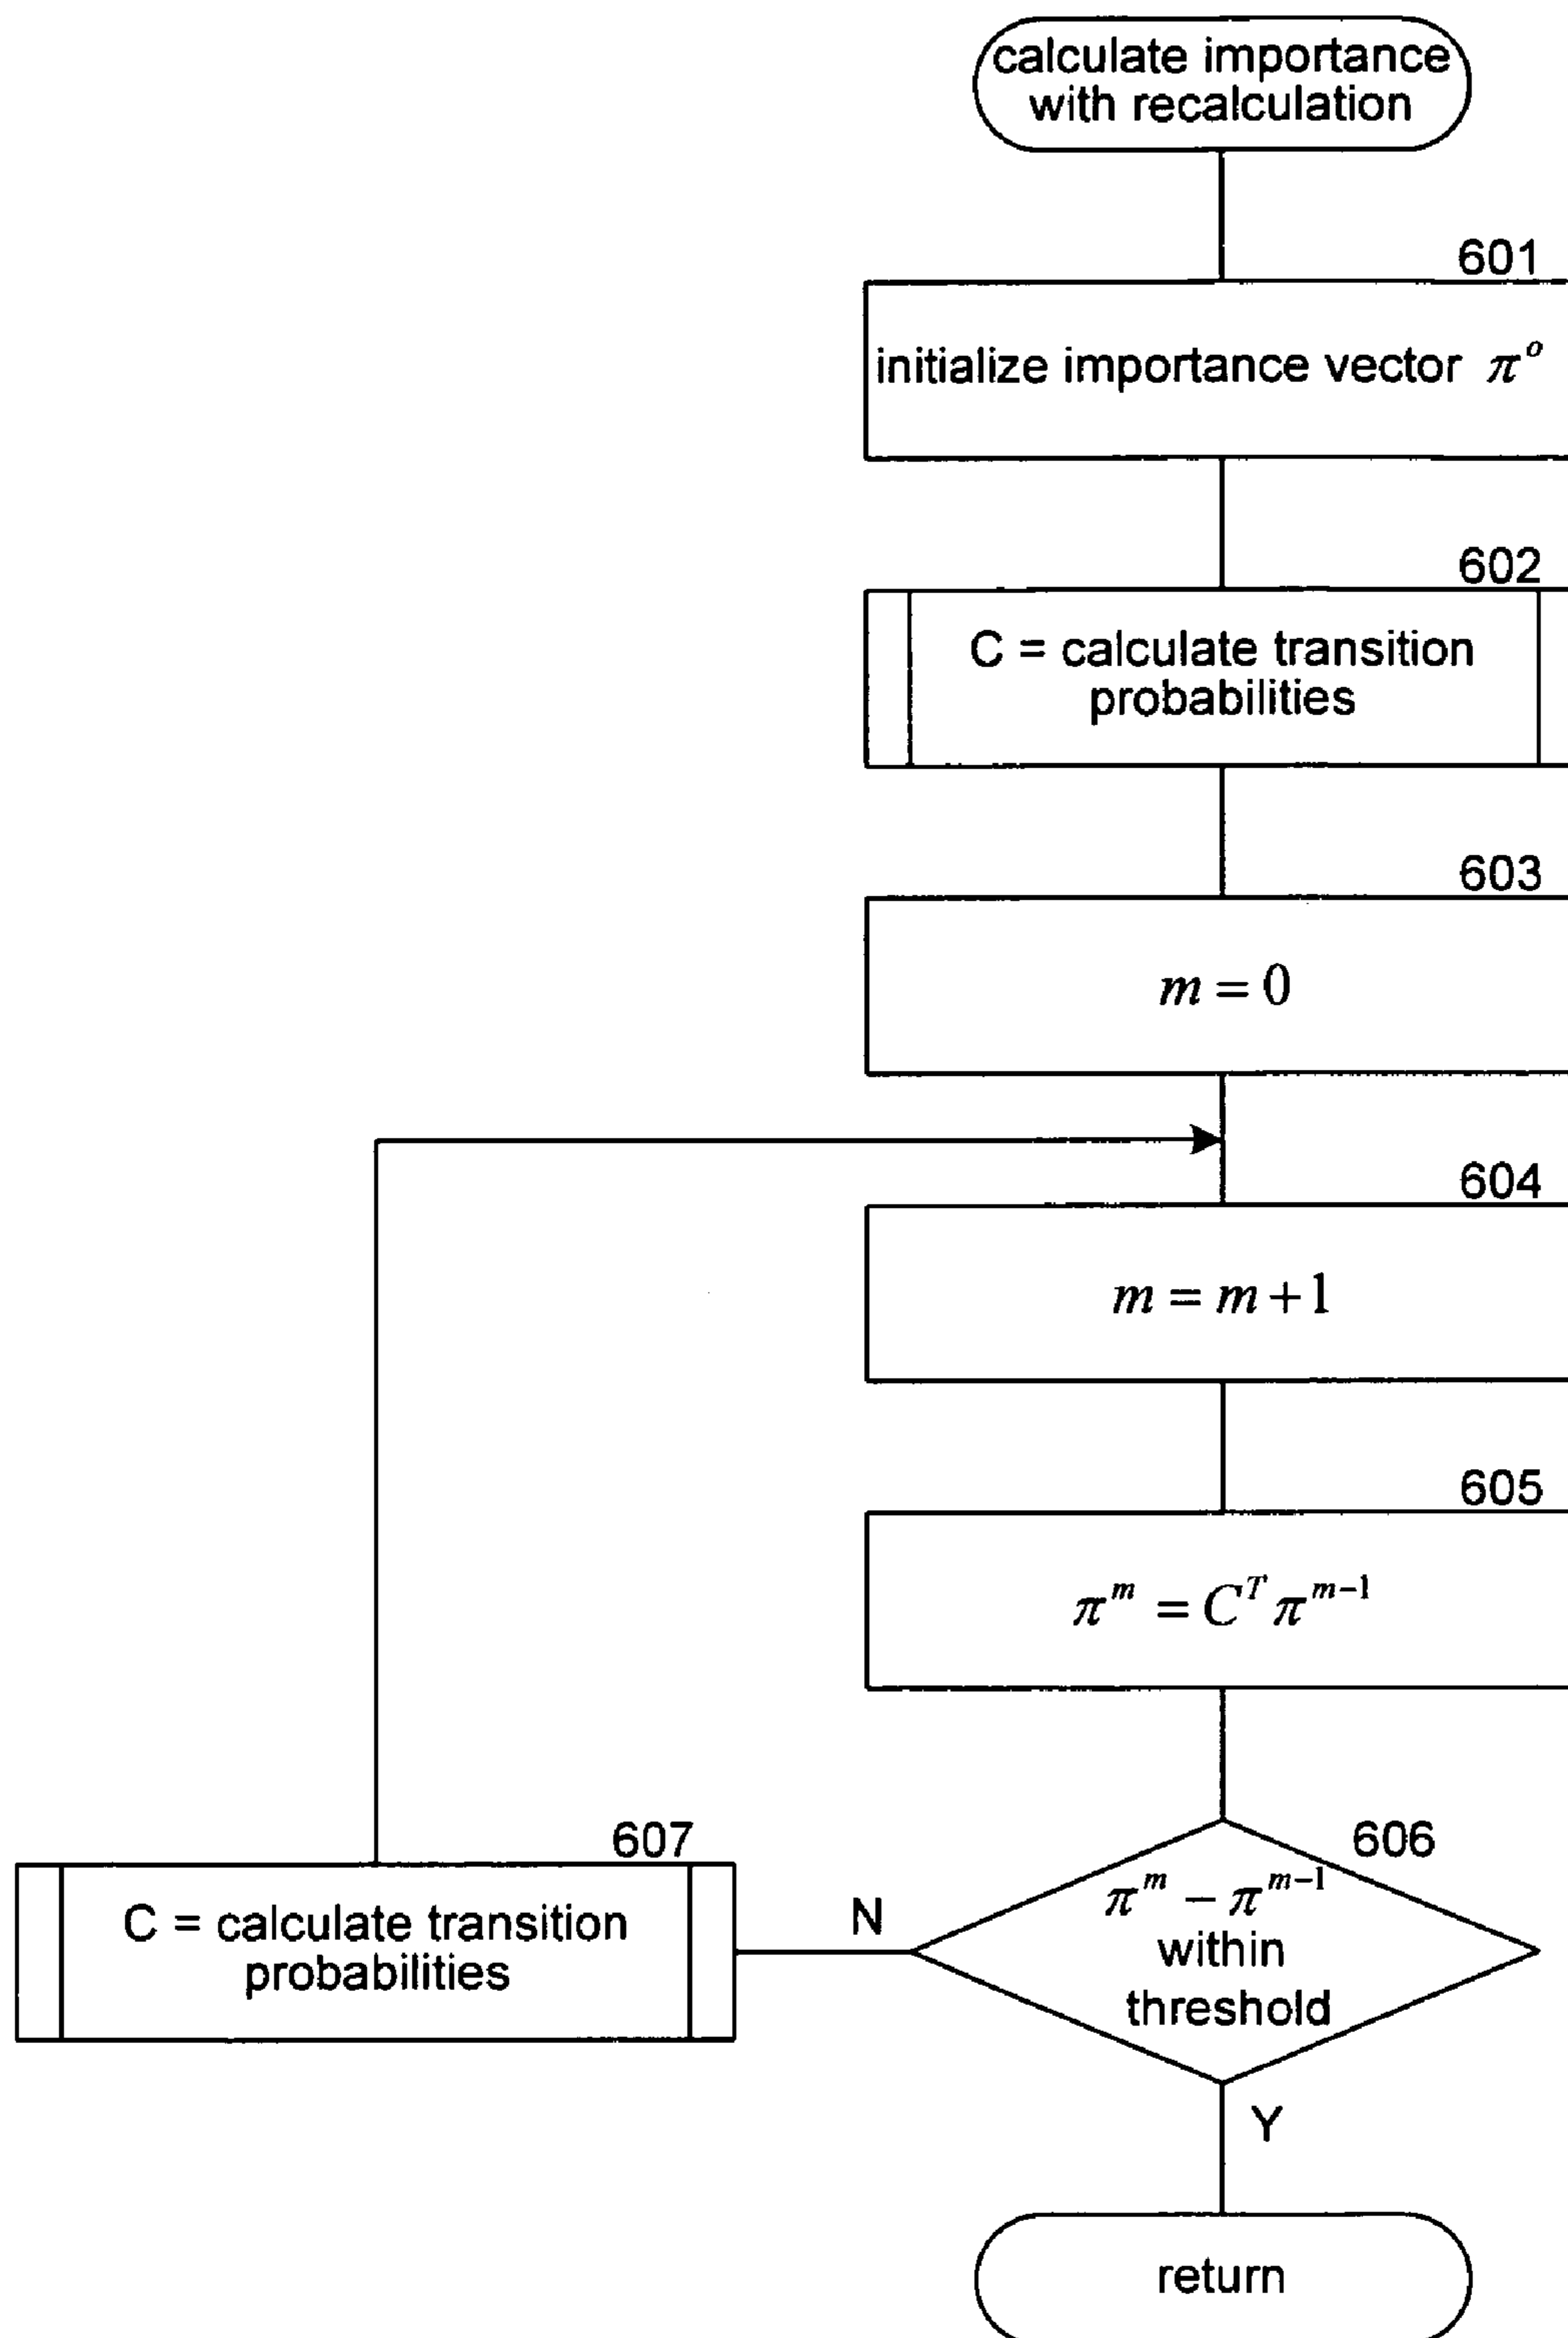 calculate importance
with recalculation
601
initialize importance vector π^o
602
C = calculate transition
probabilities
603
m = 0
604
m = m + 1
605
π^m = C^T π^{m-1}
606
π^m − π^{m-1}
within
threshold
N
607
C = calculate transition
probabilities
Y
return